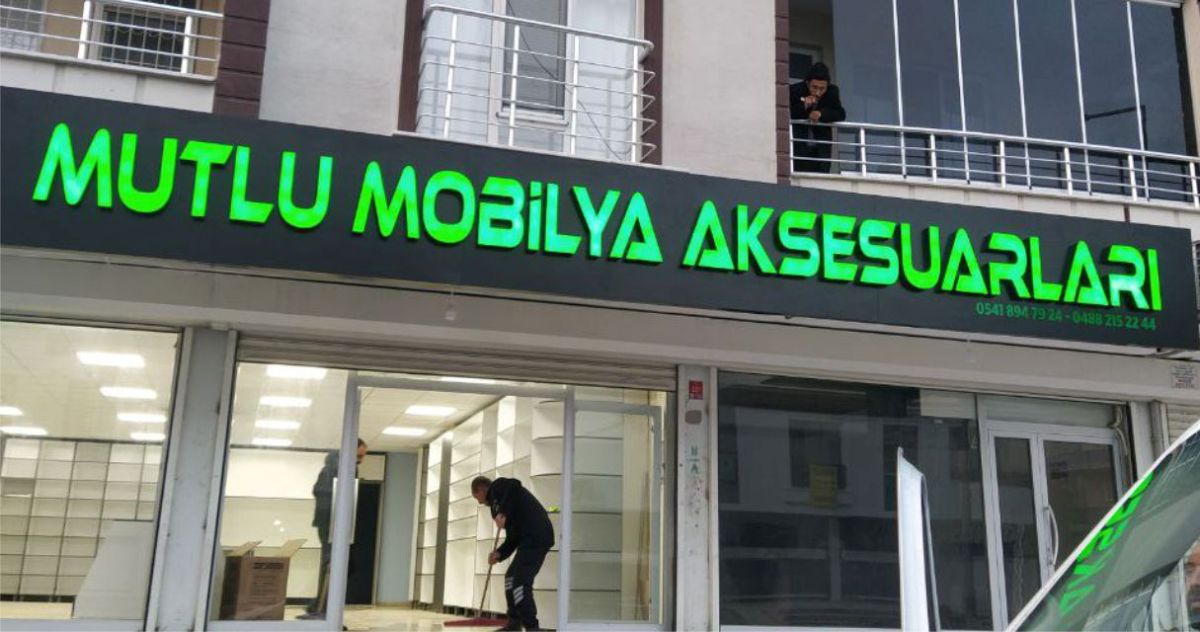 MUTLU MOBİLYA AKSESUARLARI
0541 894 79 24 - 0488 215 22 44